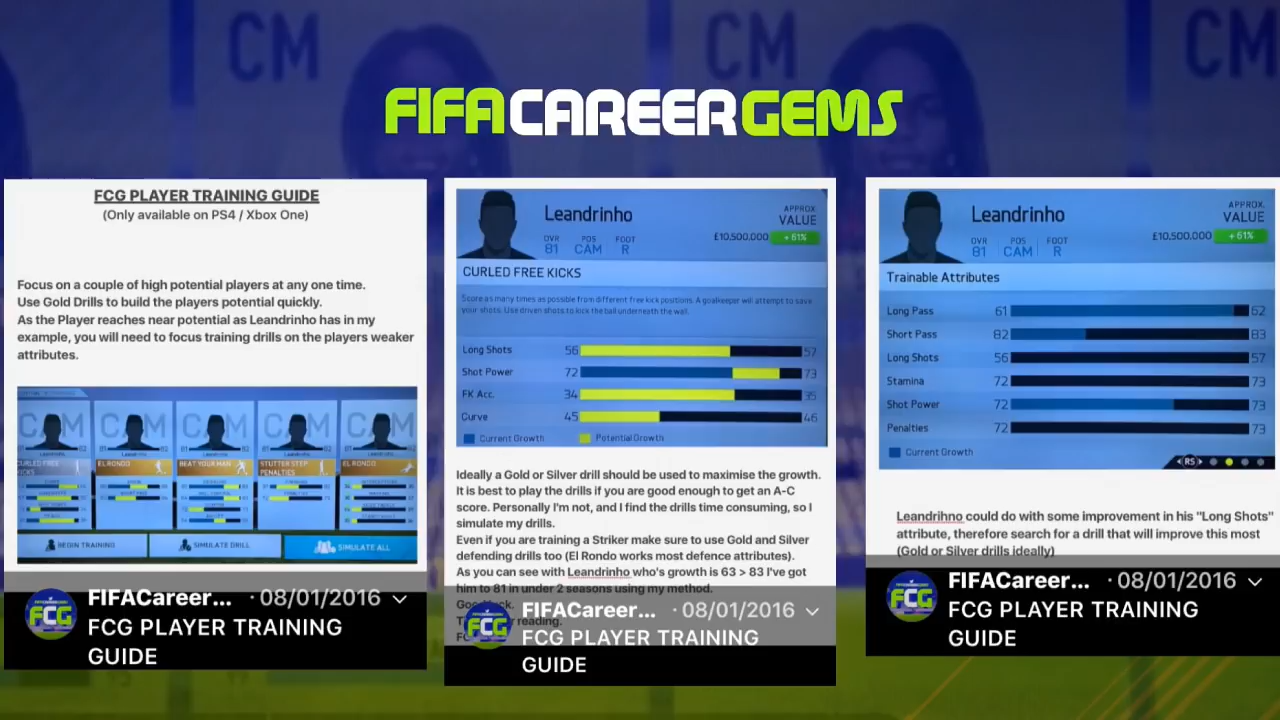 CM
CM
CM
FIFACAREERGEMS
FCG PLAYER TRAINING GUIDE
(Only available on PS4 / Xbox One)
Focus on a couple of high potential players at any one time.
Use Gold Drills to build the players potential quickly.
As the Player reaches near potential as Leandrinho has in my
example, you will need to focus training drills on the players weaker
attributes.
CAM CAM CAM CAM CAM
CURLED FREE KICKS
EL RONDO
BEAT YOUR MAN
STUTTER STEP PENALTIES
EL RONDO
BEGIN TRAINING
SIMULATE DRILL
SIMULATE ALL
FCG
FIFACareer... · 08/01/2016
FCG PLAYER TRAINING
GUIDE
Leandrinho
APPROX.
VALUE
OVR POS FOOT
81 CAM R
£10,500,000 +61%
CURLED FREE KICKS
Score as many times as possible from different free kick positions. A goalkeeper will attempt to save
your shots. Use driven shots to kick the ball underneath the wall.
Long Shots 56 57
Shot Power 72 73
FK Acc. 34 35
Curve 45 46
Current Growth Potential Growth
Ideally a Gold or Silver drill should be used to maximise the growth.
It is best to play the drills if you are good enough to get an A-C
score. Personally I'm not, and I find the drills time consuming, so I
simulate my drills.
Even if you are training a Striker make sure to use Gold and Silver
defending drills too (El Rondo works most defence attributes).
As you can see with Leandrinho who's growth is 63 > 83 I've got
him to 81 in under 2 seasons using my method.
reading.
FCG
FIFACareer... · 08/01/2016
FCG PLAYER TRAINING
GUIDE
Leandrinho
APPROX.
VALUE
OVR POS FOOT
81 CAM R
£10,500,000 +61%
Trainable Attributes
Long Pass 61 62
Short Pass 82 83
Long Shots 56 57
Stamina 72 73
Shot Power 72 73
Penalties 72 73
Current Growth
RS
Leandrihno could do with some improvement in his "Long Shots"
attribute, therefore search for a drill that will improve this most
(Gold or Silver drills ideally)
FCG
FIFACareer... · 08/01/2016
FCG PLAYER TRAINING
GUIDE